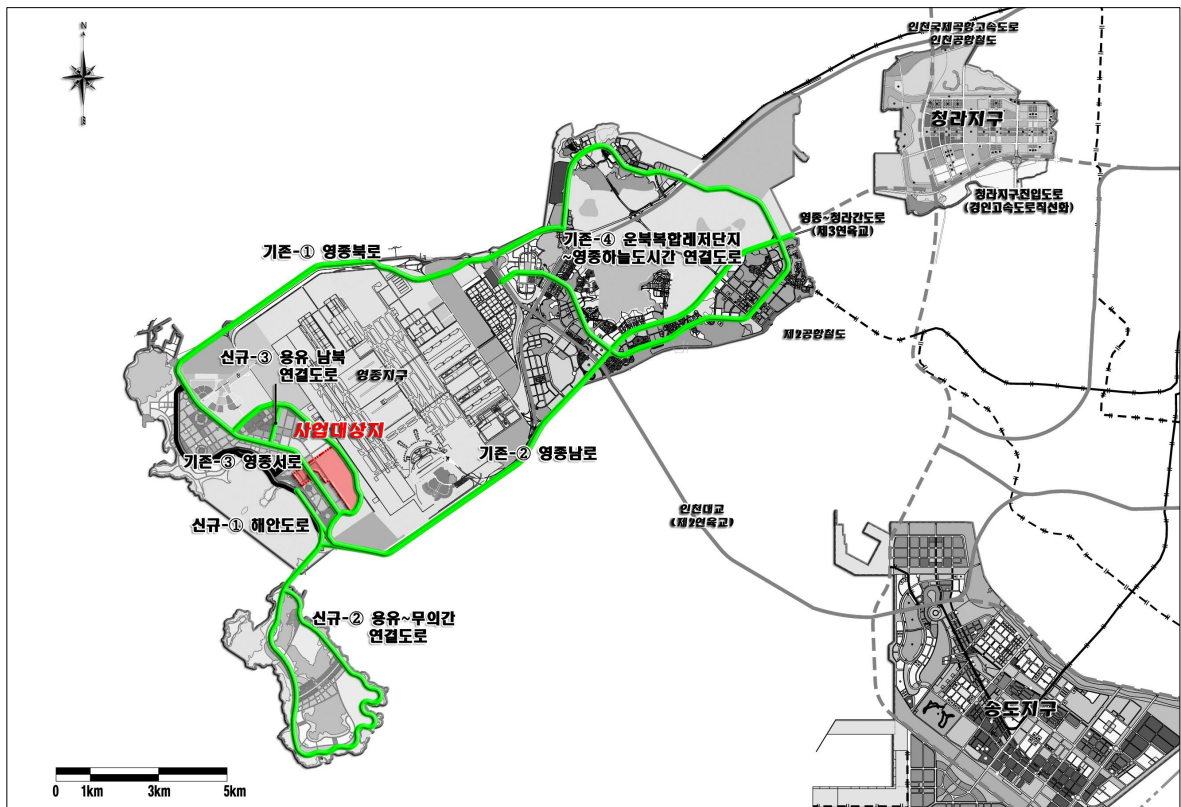 N
S
인천국제공항고속도로
인천공항철도
청라지구
청라지구진입도로
(경인고속도로직선화)
영종~청라간도로
(제3연육교)
기존-④ 운북복합레저단지
~영종하늘도시간 연결도로
기존-① 영종북로
제2공항철도
신규-③ 용유 남북
연결도로
영종지구
사업대상지
기존-③ 영종서로
기존-② 영종남로
신규-① 해안도로
인천대교
(제2연육교)
신규-② 용유~무의간
연결도로
송도지구
0 1km 3km 5km